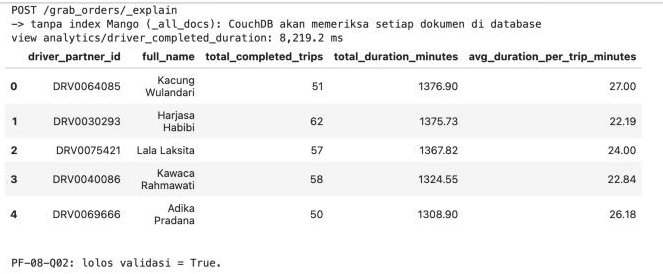 POST /grab_orders/_explain
-> tanpa index Mango (_all_docs): CouchDB akan memeriksa setiap dokumen di database
view analytics/driver_completed_duration: 8,219.2 ms
driver_partner_id full_name total_completed_trips total_duration_minutes avg_duration_per_trip_minutes
0 DRV0064085 Kacung Wulandari 51 1376.90 27.00
1 DRV0030293 Harjasa Habibi 62 1375.73 22.19
2 DRV0075421 Lala Laksita 57 1367.82 24.00
3 DRV0040086 Kawaca Rahmawati 58 1324.55 22.84
4 DRV0069666 Adika Pradana 50 1308.90 26.18
PF-08-Q02: lolos validasi = True.